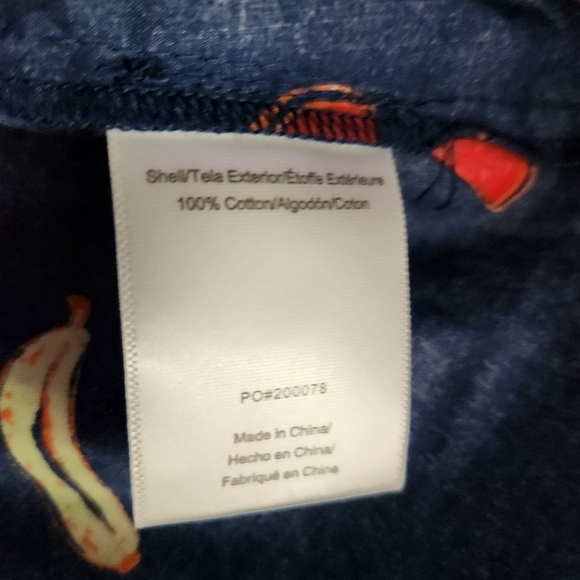 Shell/Tela Exterior/Étoffe Extérieure
100% Cotton/Algodón/Coton
PO#200078
Made in China/
Hecho en China/
Fabriqué en Chine